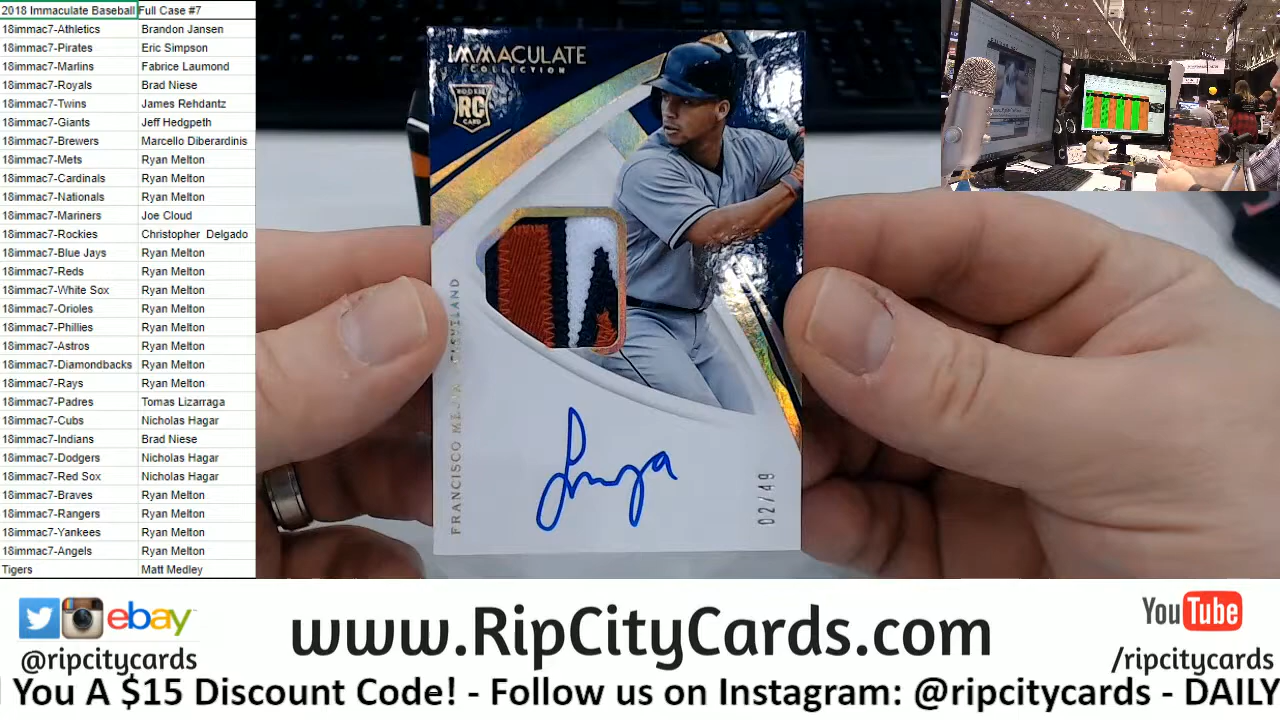 2018 Immaculate Baseball Full Case #7
18immac7-Athletics Brandon Jansen
18immac7-Pirates Eric Simpson
18immac7-Marlins Fabrice Laumond
18immac7-Royals Brad Niese
18immac7-Twins James Rehdantz
18immac7-Giants Jeff Hedgpeth
18immac7-Brewers Marcello Diberardinis
18immac7-Mets Ryan Melton
18immac7-Cardinals Ryan Melton
18immac7-Nationals Ryan Melton
18immac7-Mariners Joe Cloud
18immac7-Rockies Christopher Delgado
18immac7-Blue Jays Ryan Melton
18immac7-Reds Ryan Melton
18immac7-White Sox Ryan Melton
18immac7-Orioles Ryan Melton
18immac7-Phillies Ryan Melton
18immac7-Astros Ryan Melton
18immac7-Diamondbacks Ryan Melton
18immac7-Rays Ryan Melton
18immac7-Padres Tomas Lizarraga
18immac7-Cubs Nicholas Hagar
18immac7-Indians Brad Niese
18immac7-Dodgers Nicholas Hagar
18immac7-Red Sox Nicholas Hagar
18immac7-Braves Ryan Melton
18immac7-Rangers Ryan Melton
18immac7-Yankees Ryan Melton
18immac7-Angels Ryan Melton
Tigers Matt Medley
IMMACULATE
COLLECTION
ROOKIE
RC
CARD
FRANCISCO MEJIA
02/49
ebay
@ripcitycards
www.RipCityCards.com
YouTube
/ripcitycards
You A $15 Discount Code! - Follow us on Instagram: @ripcitycards - DAILY